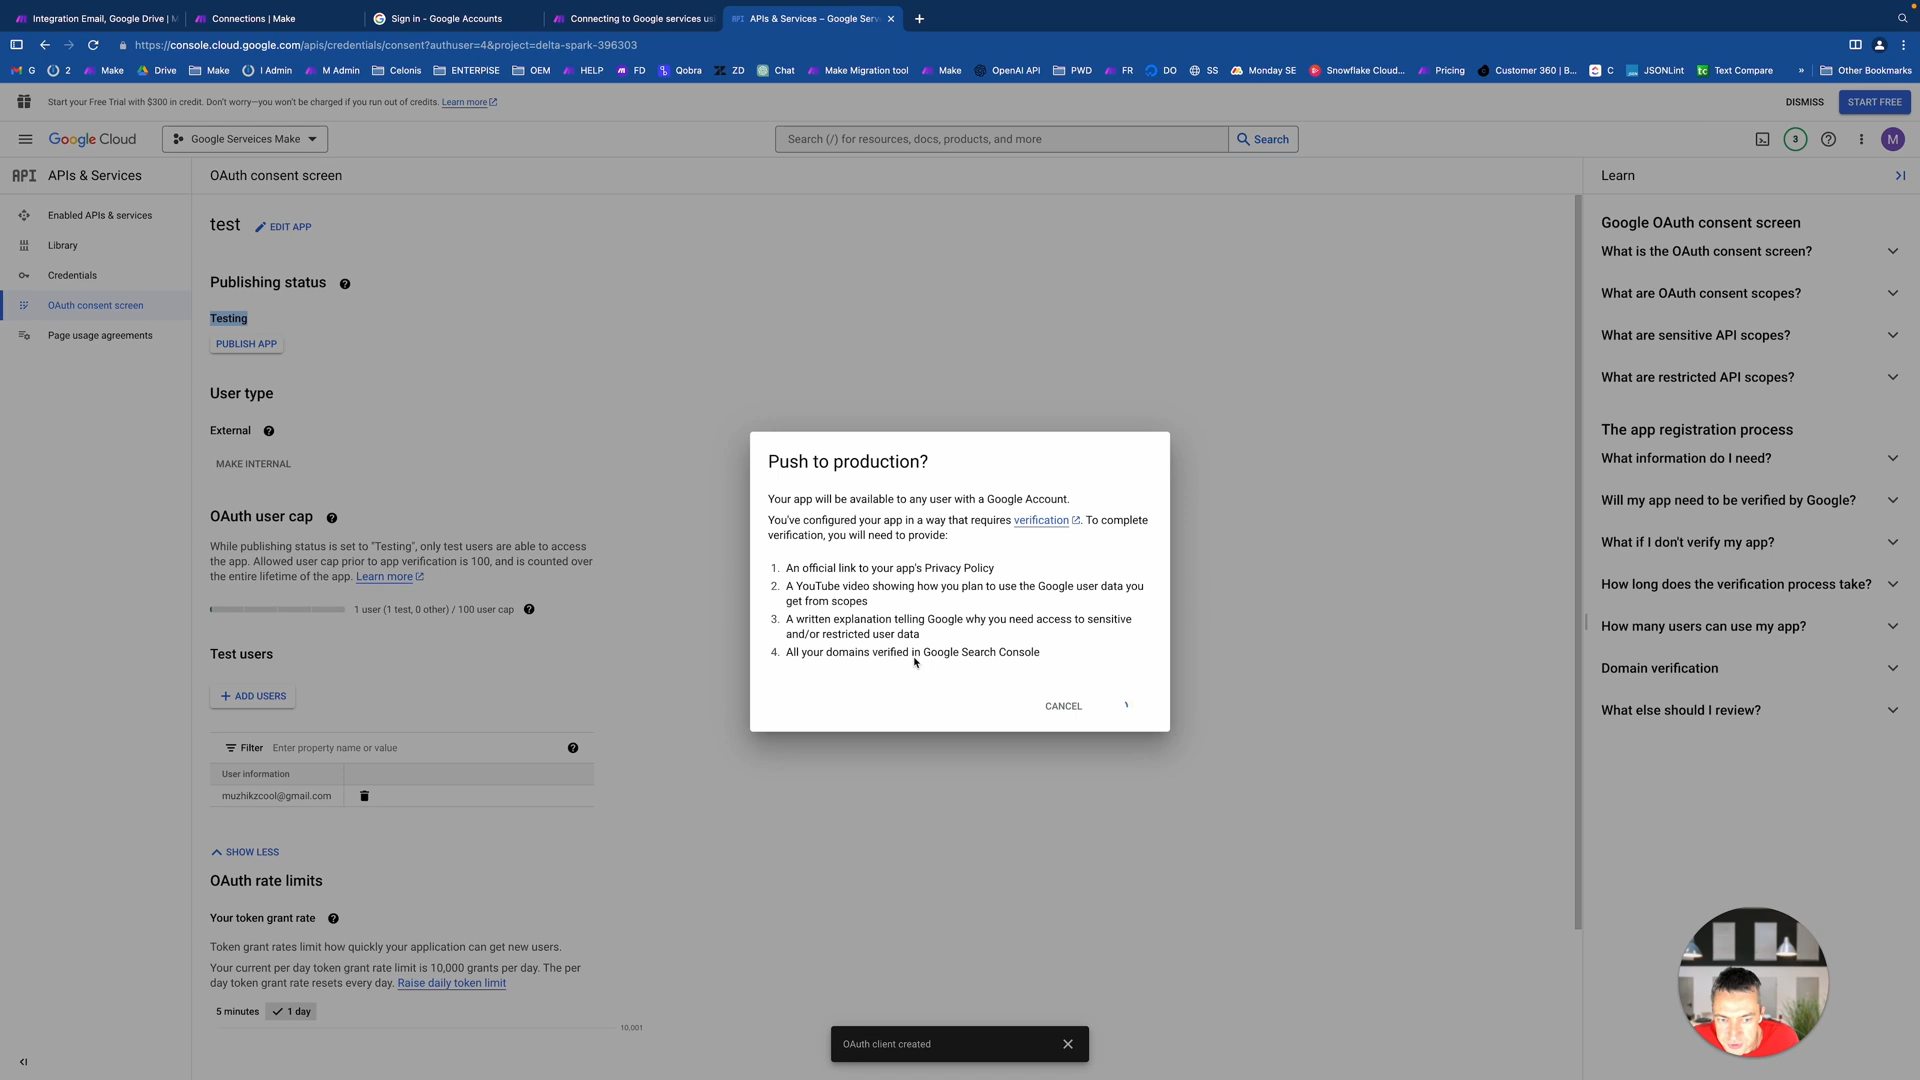 Integration Email, Google Drive | M
Connections | Make
Sign in - Google Accounts
Connecting to Google services us
API APIs & Services – Google Serv
https://console.cloud.google.com/apis/credentials/consent?authuser=4&project=delta-spark-396303
G
2
Make
Drive
Make
I Admin
M Admin
Celonis
ENTERPISE
OEM
HELP
FD
Qobra
ZD
Chat
Make Migration tool
Make
OpenAI API
PWD
FR
DO
SS
Monday SE
Snowflake Cloud...
Pricing
Customer 360 | B...
C
JSONLint
Text Compare
»
Other Bookmarks
Start your Free Trial with $300 in credit. Don't worry—you won't be charged if you run out of credits. Learn more
DISMISS
START FREE
Google Cloud
Google Serveices Make
Search (/) for resources, docs, products, and more
Search
3
M
API APIs & Services
OAuth consent screen
Learn
Enabled APIs & services
Library
Credentials
OAuth consent screen
Page usage agreements
test
EDIT APP
Publishing status
Testing
PUBLISH APP
User type
External
MAKE INTERNAL
OAuth user cap
While publishing status is set to "Testing", only test users are able to access
the app. Allowed user cap prior to app verification is 100, and is counted over
the entire lifetime of the app. Learn more
1 user (1 test, 0 other) / 100 user cap
Test users
+ ADD USERS
Filter Enter property name or value
User information
muzhikzcool@gmail.com
SHOW LESS
OAuth rate limits
Your token grant rate
Token grant rates limit how quickly your application can get new users.
Your current per day token grant rate limit is 10,000 grants per day. The per
day token grant rate resets every day. Raise daily token limit
5 minutes
1 day
10,001
Push to production?
Your app will be available to any user with a Google Account.
You've configured your app in a way that requires verification. To complete
verification, you will need to provide:
1. An official link to your app's Privacy Policy
2. A YouTube video showing how you plan to use the Google user data you
get from scopes
3. A written explanation telling Google why you need access to sensitive
and/or restricted user data
4. All your domains verified in Google Search Console
CANCEL
OAuth client created
Google OAuth consent screen
What is the OAuth consent screen?
What are OAuth consent scopes?
What are sensitive API scopes?
What are restricted API scopes?
The app registration process
What information do I need?
Will my app need to be verified by Google?
What if I don't verify my app?
How long does the verification process take?
How many users can use my app?
Domain verification
What else should I review?